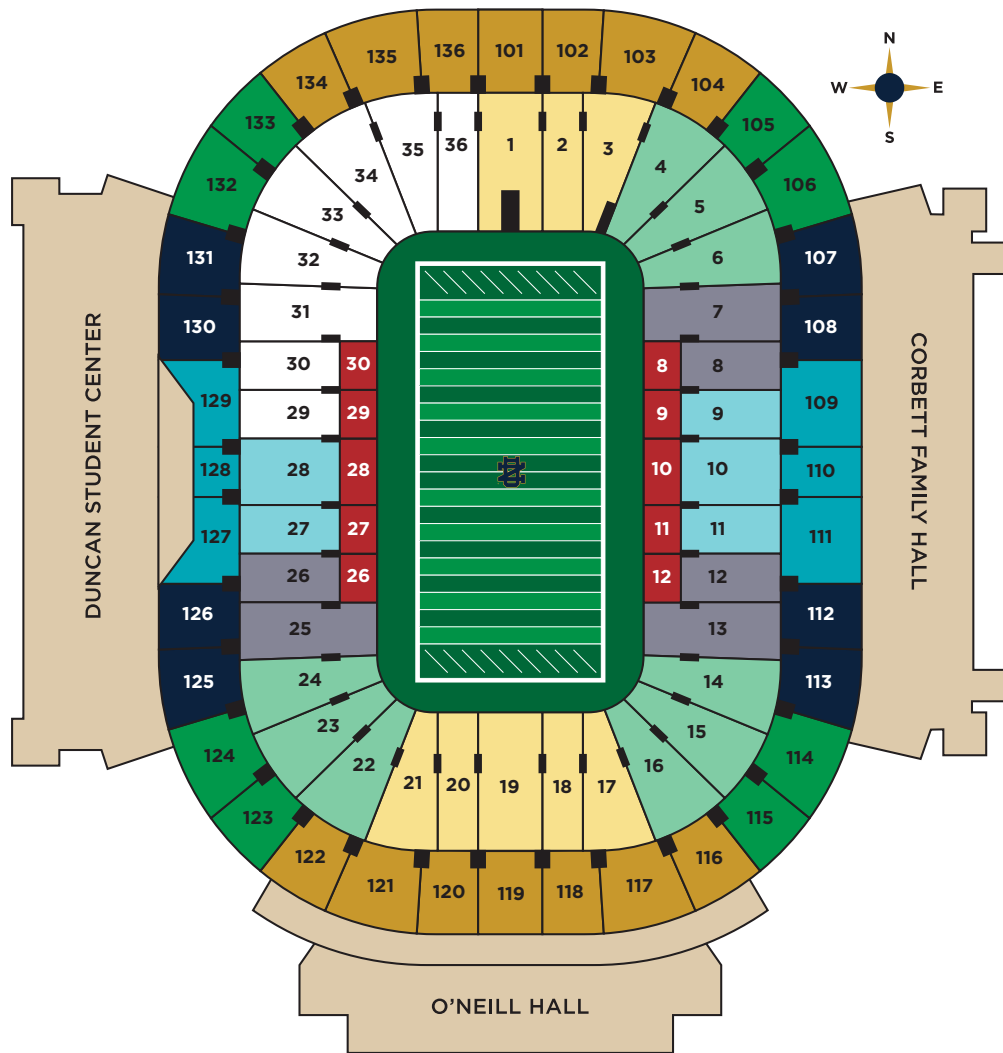 136 101 102
135 103
134 104
N
W E
S
133 105
132 106
131 107
130 108
129 109
128 110
127 111
126 112
125 113
124 114
123 115
122 116
121 117
120 119 118
35 36 1 2 3
34 4
33 5
32 6
31 7
30 30 8 8
29 29 9 9
28 28 10 10
27 27 11 11
26 26 12 12
25 13
24 14
23 15
22 16
21 20 19 18 17
DUNCAN STUDENT CENTER
CORBETT FAMILY HALL
O'NEILL HALL